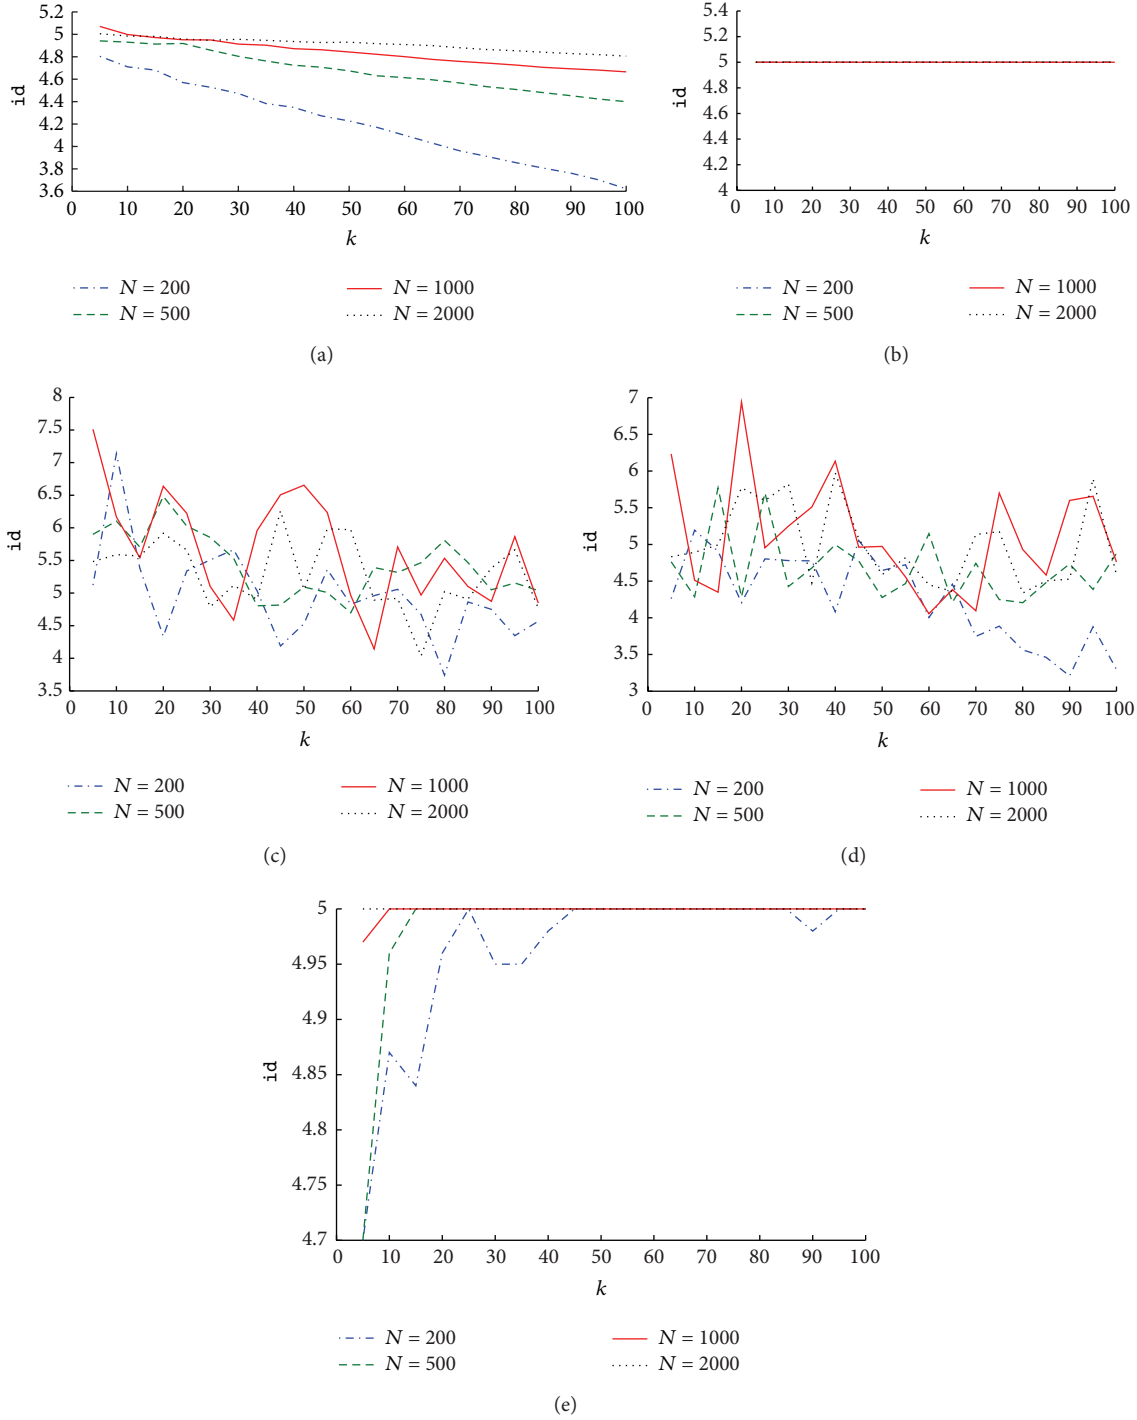 5.2
5
4.8
4.6
4.4
4.2
4
3.8
3.6
id
0 10 20 30 40 50 60 70 80 90 100
k
N = 200
N = 500
N = 1000
N = 2000
(a)
5.4
5.2
5
4.8
4.6
4.4
4.2
4
id
0 10 20 30 40 50 60 70 80 90 100
k
N = 200
N = 500
N = 1000
N = 2000
(b)
8
7.5
7
6.5
6
5.5
5
4.5
4
3.5
id
0 10 20 30 40 50 60 70 80 90 100
k
N = 200
N = 500
N = 1000
N = 2000
(c)
7
6.5
6
5.5
5
4.5
4
3.5
3
id
0 10 20 30 40 50 60 70 80 90 100
k
N = 200
N = 500
N = 1000
N = 2000
(d)
5
4.95
4.9
4.85
4.8
4.75
4.7
id
0 10 20 30 40 50 60 70 80 90 100
k
N = 200
N = 500
N = 1000
N = 2000
(e)